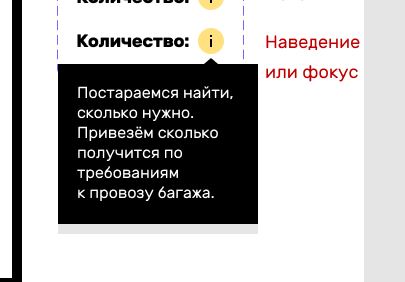 Количество: i
Количество: i
Наведение
или фокус
Постараемся найти,
сколько нужно.
Привезём сколько
получится по
требованиям
к провозу багажа.